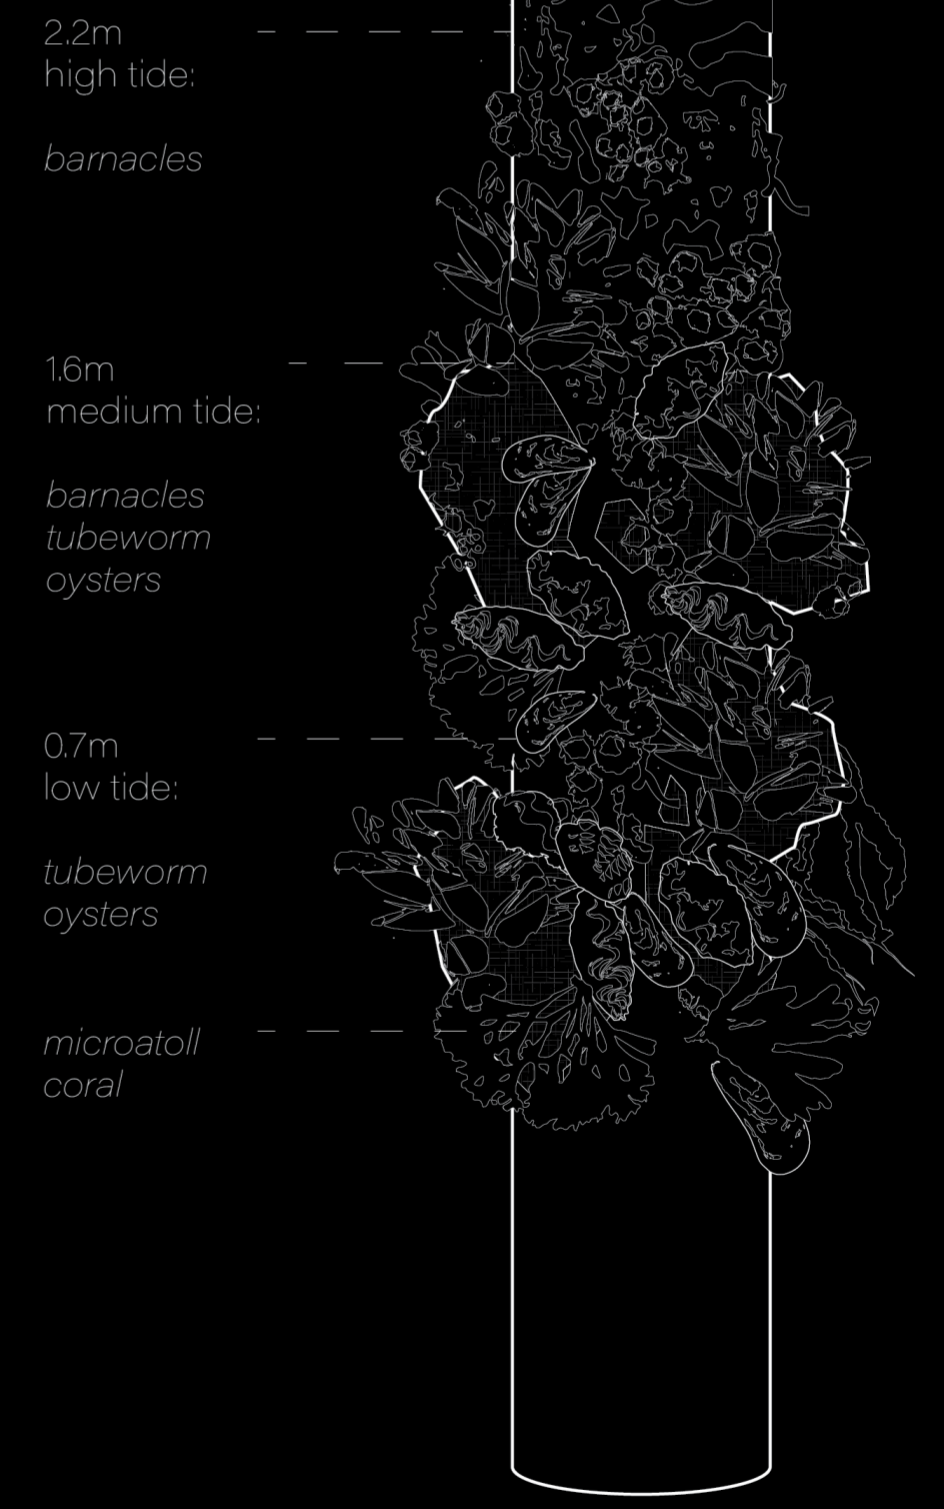 2.2m
high tide:
barnacles
1.6m
medium tide:
barnacles
tubeworm
oysters
0.7m
low tide:
tubeworm
oysters
microatoll
coral